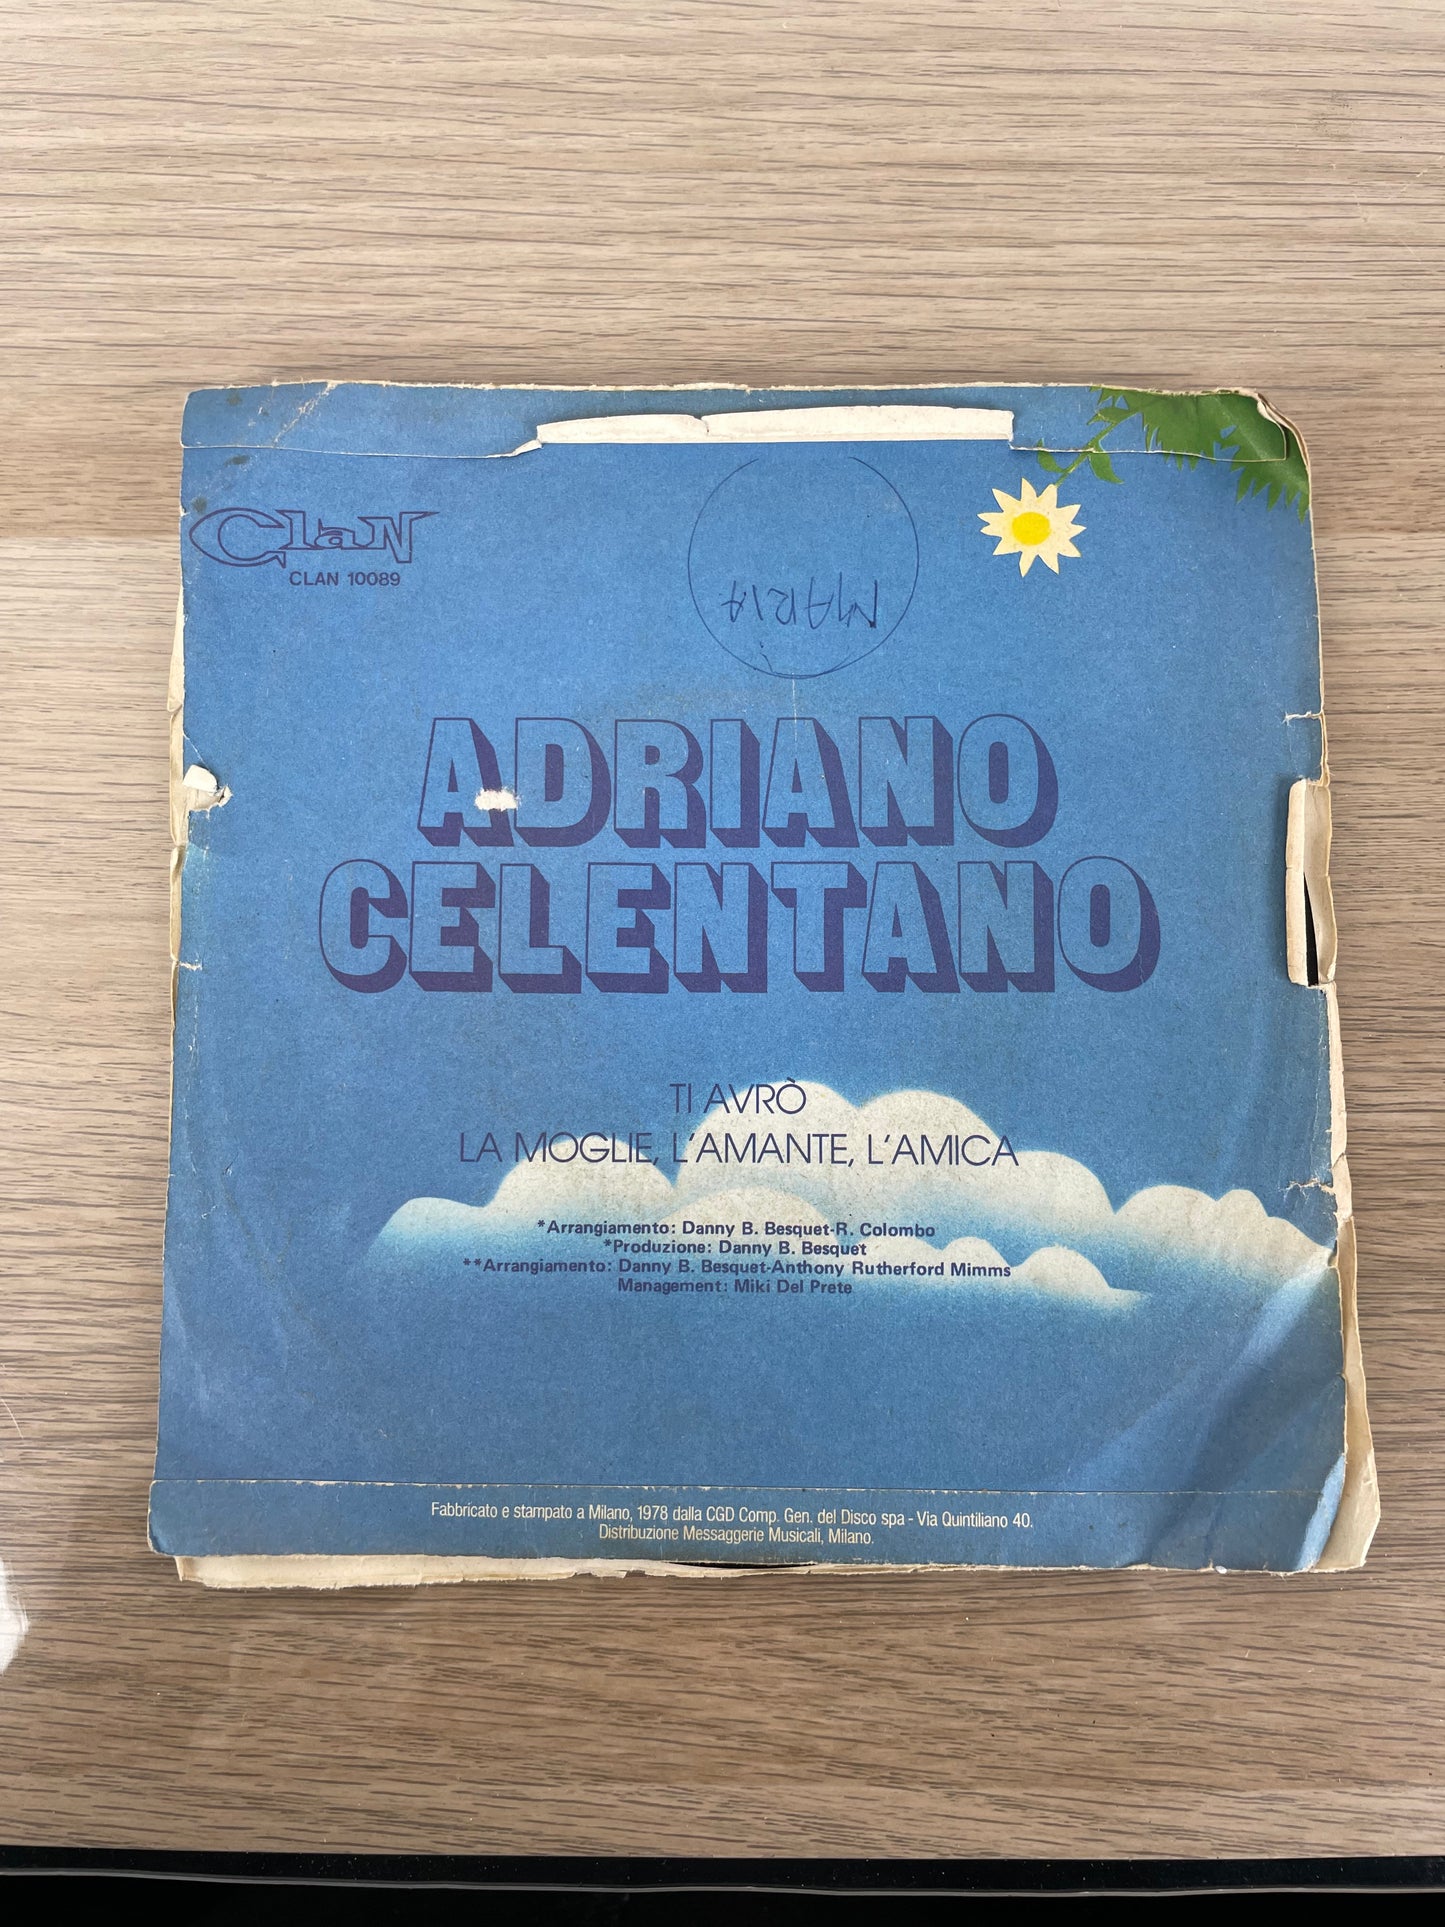 Clan
CLAN 10089
MARIA
ADRIANO
CELENTANO
TI AVRÒ
LA MOGLIE, L'AMANTE, L'AMICA
*Arrangiamento: Danny B. Besquet-R. Colombo
*Produzione: Danny B. Besquet
**Arrangiamento: Danny B. Besquet-Anthony Rutherford Mimms
Management: Miki Del Prete
Fabbricato e stampato a Milano, 1978 dalla CGD Comp. Gen. del Disco spa - Via Quintiliano 40.
Distribuzione Messaggerie Musicali, Milano.